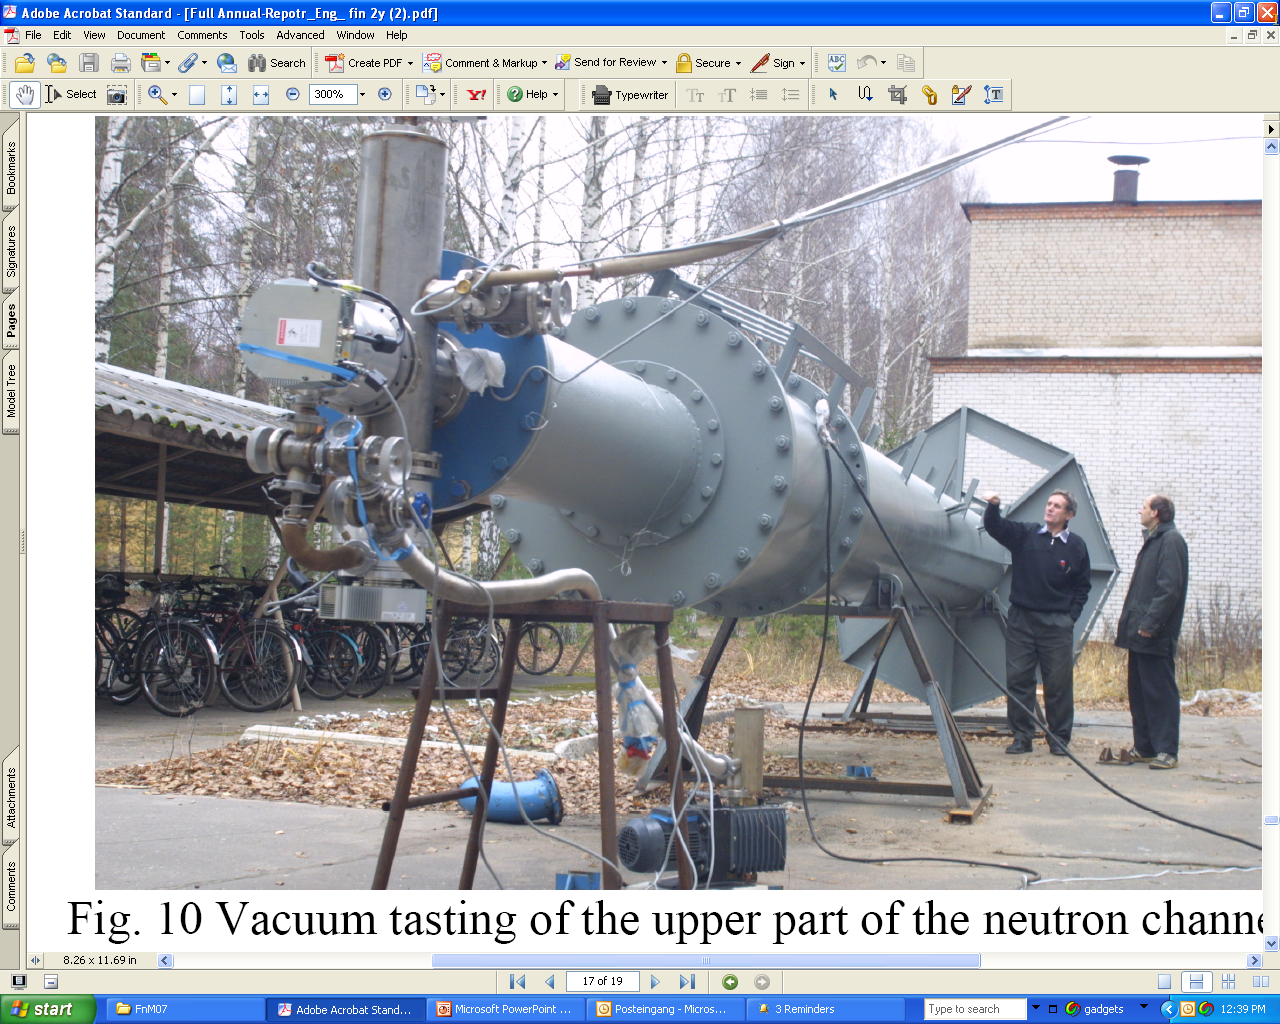 Adobe Acrobat Standard - [Full Annual-Repotr_Eng_ fin 2y (2).pdf]
File Edit View Document Comments Tools Advanced Window Help
Search Create PDF Comment & Markup Send for Review Secure Sign
Select 300% Y! Help Typewriter
Bookmarks
Signatures
Pages
Model Tree
Attachments
Comments
Fig. 10 Vacuum tasting of the upper part of the neutron channe
8.26 x 11.69 in
17 of 19
start FnM07 Adobe Acrobat Stand... Microsoft PowerPoint ... Posteingang - Micros... 3 Reminders Type to search gadgets 12:39 PM